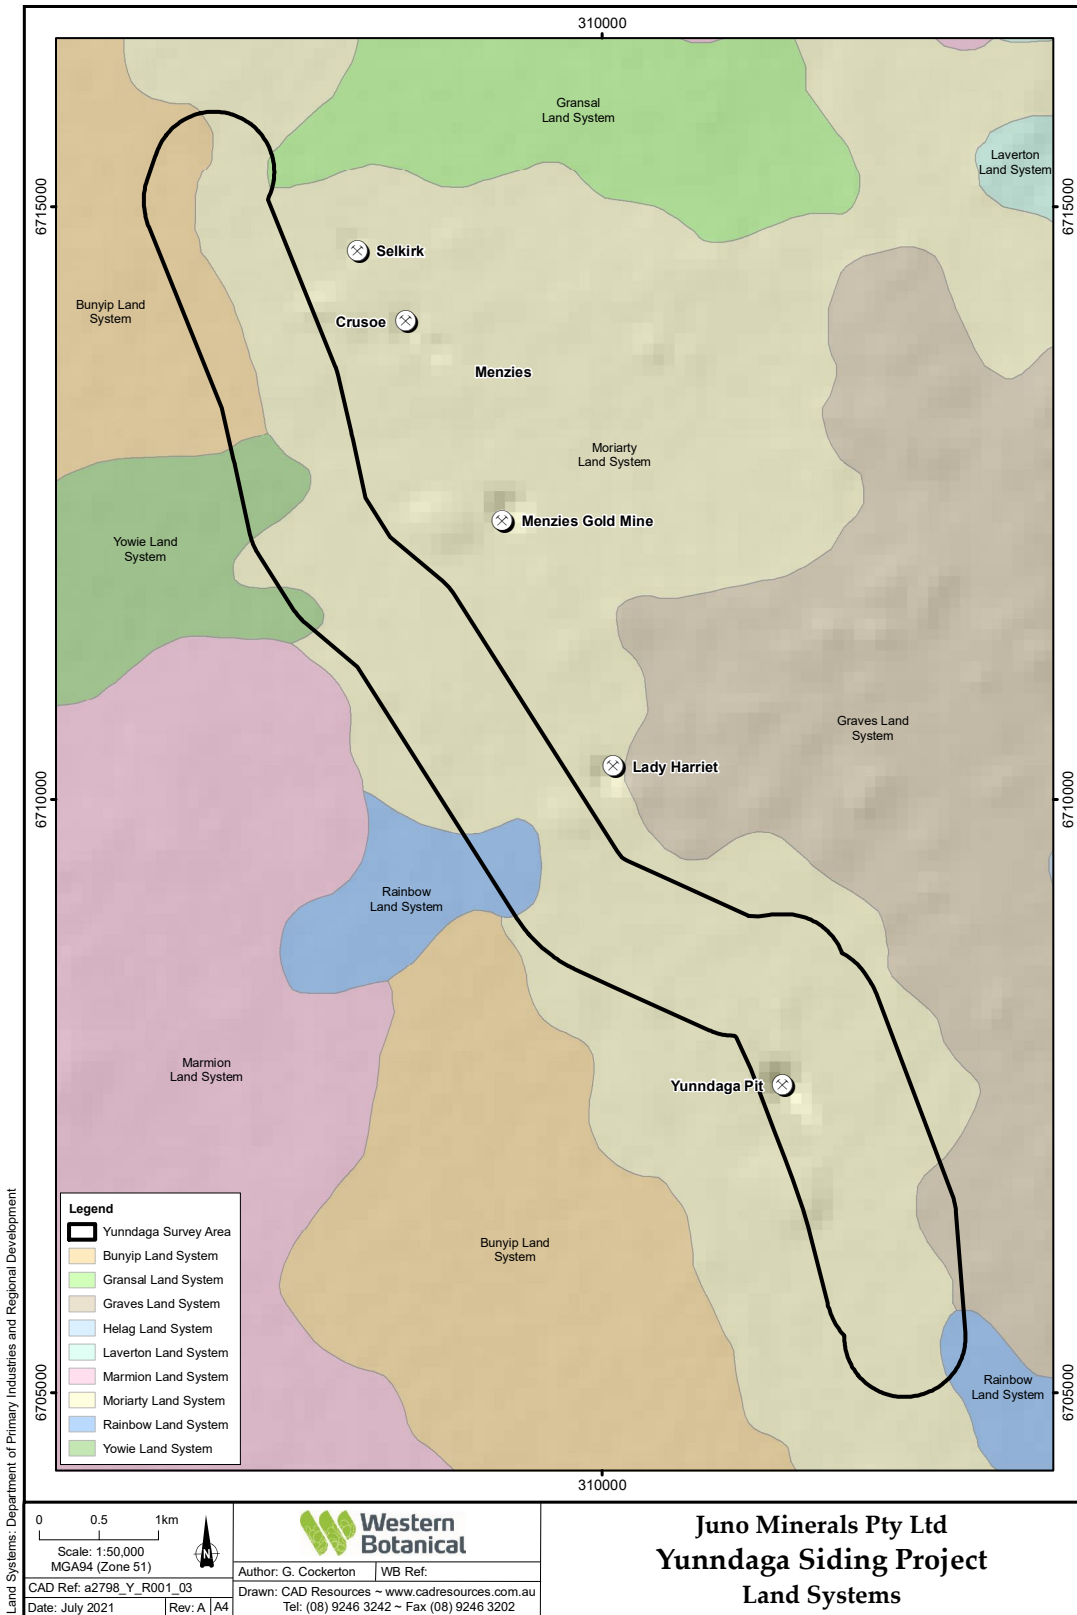 310000
Gransal
Land System
Laverton
Land System
6715000
6715000
Selkirk
Bunyip Land
System
Crusoe
Menzies
Moriarty
Land System
Menzies Gold Mine
Yowie Land
System
Graves Land
System
Lady Harriet
6710000
6710000
Rainbow
Land System
Marmion
Land System
Yunndaga Pit
Bunyip Land
System
Rainbow
Land System
6705000
6705000
Legend
Yunndaga Survey Area
Bunyip Land System
Gransal Land System
Graves Land System
Helag Land System
Laverton Land System
Marmion Land System
Moriarty Land System
Rainbow Land System
Yowie Land System
310000
Land Systems: Department of Primary Industries and Regional Development
0 0.5 1km
Scale: 1:50,000
MGA94 (Zone 51)
N
CAD Ref: a2798_Y_R001_03
Date: July 2021 Rev: A A4
Western
Botanical
Author: G. Cockerton WB Ref:
Drawn: CAD Resources ~ www.cadresources.com.au
Tel: (08) 9246 3242 ~ Fax (08) 9246 3202
Juno Minerals Pty Ltd
Yunndaga Siding Project
Land Systems